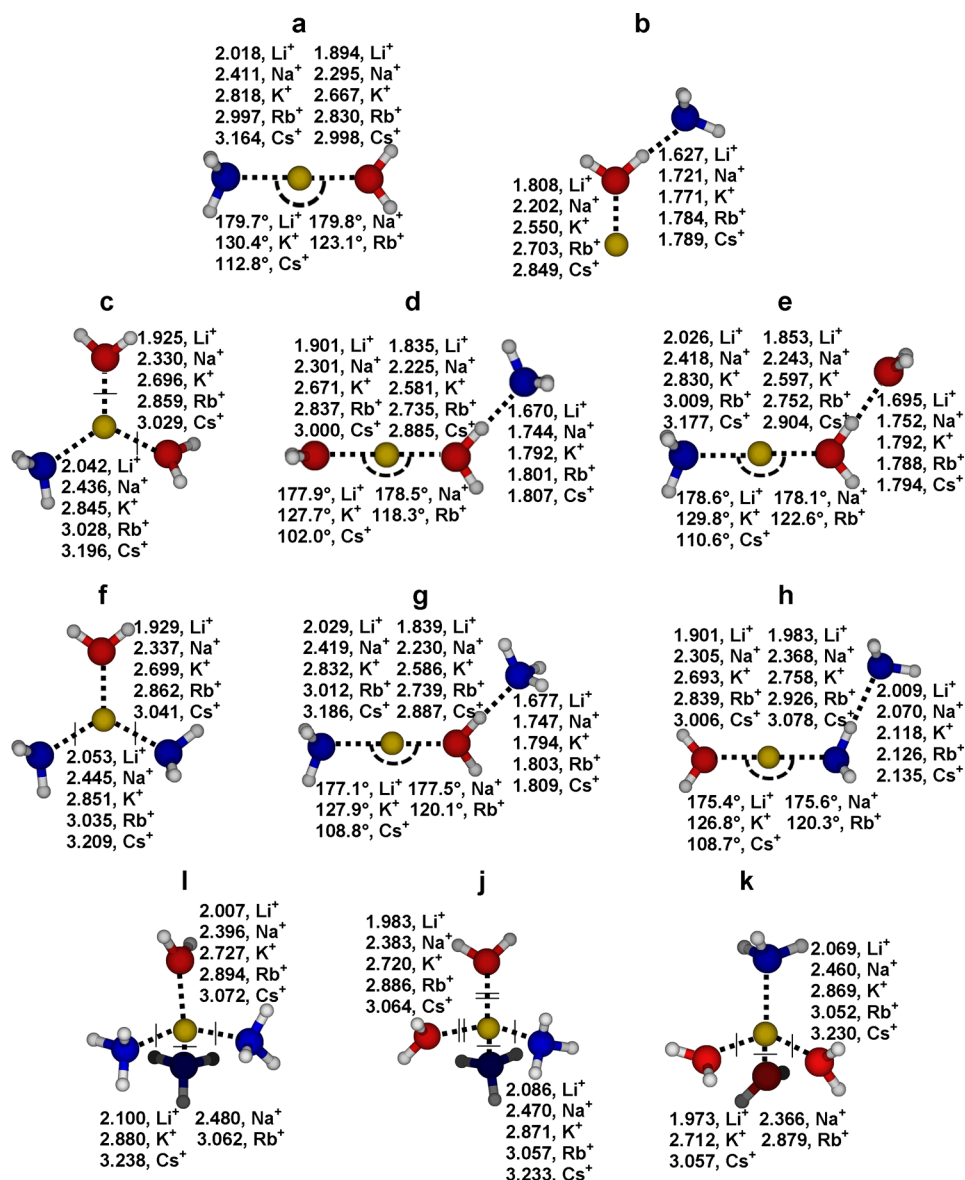 a
2.018, Li⁺ 1.894, Li⁺
2.411, Na⁺ 2.295, Na⁺
2.818, K⁺ 2.667, K⁺
2.997, Rb⁺ 2.830, Rb⁺
3.164, Cs⁺ 2.998, Cs⁺
179.7°, Li⁺ 179.8°, Na⁺
130.4°, K⁺ 123.1°, Rb⁺
112.8°, Cs⁺
b
1.627, Li⁺
1.721, Na⁺
1.771, K⁺
1.784, Rb⁺
1.789, Cs⁺
1.808, Li⁺
2.202, Na⁺
2.550, K⁺
2.703, Rb⁺
2.849, Cs⁺
c
1.925, Li⁺
2.330, Na⁺
2.696, K⁺
2.859, Rb⁺
3.029, Cs⁺
2.042, Li⁺
2.436, Na⁺
2.845, K⁺
3.028, Rb⁺
3.196, Cs⁺
d
1.901, Li⁺ 1.835, Li⁺
2.301, Na⁺ 2.225, Na⁺
2.671, K⁺ 2.581, K⁺
2.837, Rb⁺ 2.735, Rb⁺
3.000, Cs⁺ 2.885, Cs⁺
1.670, Li⁺
1.744, Na⁺
1.792, K⁺
1.801, Rb⁺
1.807, Cs⁺
177.9°, Li⁺ 178.5°, Na⁺
127.7°, K⁺ 118.3°, Rb⁺
102.0°, Cs⁺
e
2.026, Li⁺ 1.853, Li⁺
2.418, Na⁺ 2.243, Na⁺
2.830, K⁺ 2.597, K⁺
3.009, Rb⁺ 2.752, Rb⁺
3.177, Cs⁺ 2.904, Cs⁺
1.695, Li⁺
1.752, Na⁺
1.792, K⁺
1.788, Rb⁺
1.794, Cs⁺
178.6°, Li⁺ 178.1°, Na⁺
129.8°, K⁺ 122.6°, Rb⁺
110.6°, Cs⁺
f
1.929, Li⁺
2.337, Na⁺
2.699, K⁺
2.862, Rb⁺
3.041, Cs⁺
2.053, Li⁺
2.445, Na⁺
2.851, K⁺
3.035, Rb⁺
3.209, Cs⁺
g
2.029, Li⁺ 1.839, Li⁺
2.419, Na⁺ 2.230, Na⁺
2.832, K⁺ 2.586, K⁺
3.012, Rb⁺ 2.739, Rb⁺
3.186, Cs⁺ 2.887, Cs⁺
1.677, Li⁺
1.747, Na⁺
1.794, K⁺
1.803, Rb⁺
1.809, Cs⁺
177.1°, Li⁺ 177.5°, Na⁺
127.9°, K⁺ 120.1°, Rb⁺
108.8°, Cs⁺
h
1.901, Li⁺ 1.983, Li⁺
2.305, Na⁺ 2.368, Na⁺
2.693, K⁺ 2.758, K⁺
2.839, Rb⁺ 2.926, Rb⁺
3.006, Cs⁺ 3.078, Cs⁺
2.009, Li⁺
2.070, Na⁺
2.118, K⁺
2.126, Rb⁺
2.135, Cs⁺
175.4°, Li⁺ 175.6°, Na⁺
126.8°, K⁺ 120.3°, Rb⁺
108.7°, Cs⁺
I
2.007, Li⁺
2.396, Na⁺
2.727, K⁺
2.894, Rb⁺
3.072, Cs⁺
2.100, Li⁺ 2.480, Na⁺
2.880, K⁺ 3.062, Rb⁺
3.238, Cs⁺
j
1.983, Li⁺
2.383, Na⁺
2.720, K⁺
2.886, Rb⁺
3.064, Cs⁺
2.086, Li⁺
2.470, Na⁺
2.871, K⁺
3.057, Rb⁺
3.233, Cs⁺
k
2.069, Li⁺
2.460, Na⁺
2.869, K⁺
3.052, Rb⁺
3.230, Cs⁺
1.973, Li⁺ 2.366, Na⁺
2.712, K⁺ 2.879, Rb⁺
3.057, Cs⁺